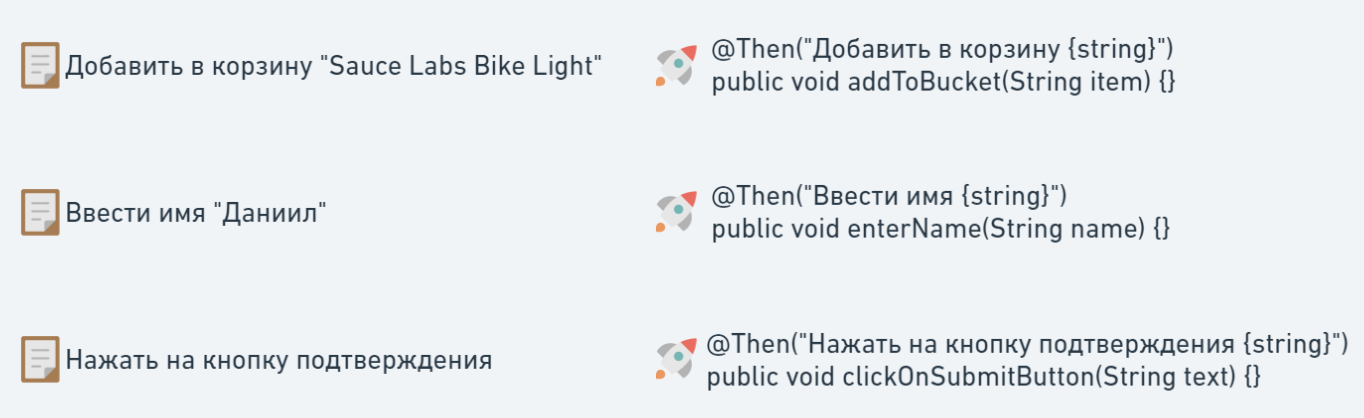 Добавить в корзину "Sauce Labs Bike Light"
@Then("Добавить в корзину {string}")
public void addToBucket(String item) {}
Ввести имя "Даниил"
@Then("Ввести имя {string}")
public void enterName(String name) {}
Нажать на кнопку подтверждения
@Then("Нажать на кнопку подтверждения {string}")
public void clickOnSubmitButton(String text) {}